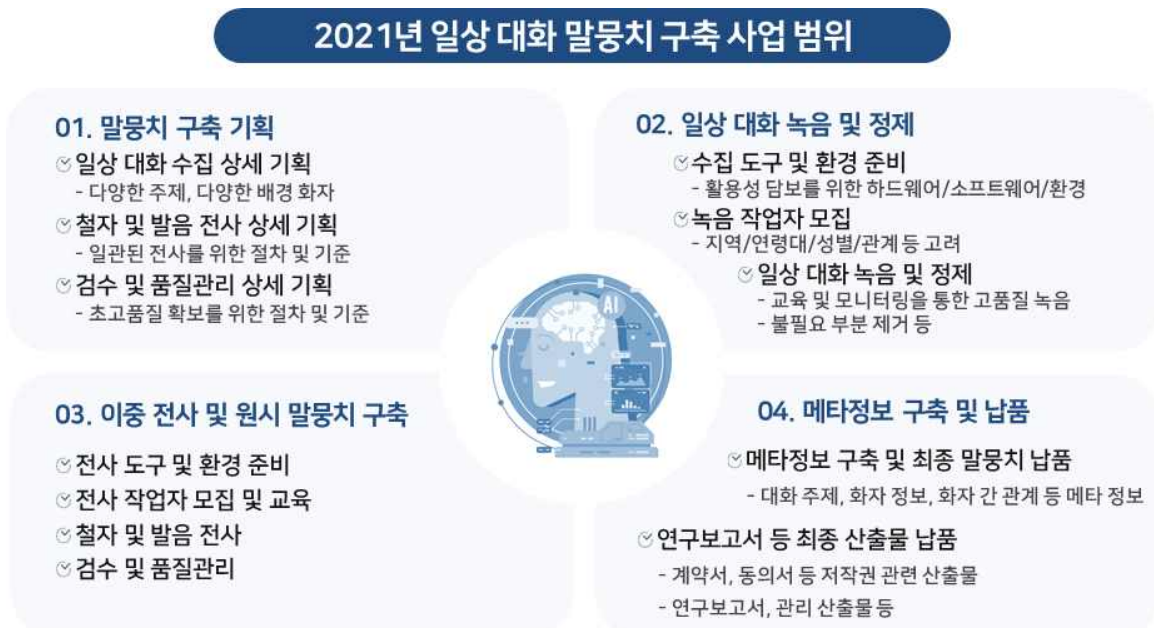 2021년 일상 대화 말뭉치 구축 사업 범위
01. 말뭉치 구축 기획
일상 대화 수집 상세 기획
- 다양한 주제, 다양한 배경 화자
철자 및 발음 전사 상세 기획
- 일관된 전사를 위한 절차 및 기준
검수 및 품질관리 상세 기획
- 초고품질 확보를 위한 절차 및 기준
02. 일상 대화 녹음 및 정제
수집 도구 및 환경 준비
- 활용성 담보를 위한 하드웨어/소프트웨어/환경
녹음 작업자 모집
- 지역/연령대/성별/관계 등 고려
일상 대화 녹음 및 정제
- 교육 및 모니터링을 통한 고품질 녹음
- 불필요 부분 제거 등
AI
03. 이중 전사 및 원시 말뭉치 구축
전사 도구 및 환경 준비
전사 작업자 모집 및 교육
철자 및 발음 전사
검수 및 품질관리
04. 메타정보 구축 및 납품
메타정보 구축 및 최종 말뭉치 납품
- 대화 주제, 화자 정보, 화자 간 관계 등 메타 정보
연구보고서 등 최종 산출물 납품
- 계약서, 동의서 등 저작권 관련 산출물
- 연구보고서, 관리 산출물 등